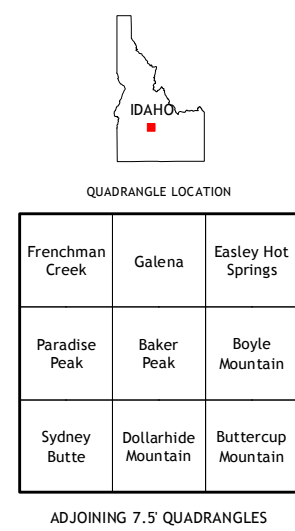 IDAHO
QUADRANGLE LOCATION
Frenchman
Creek
Galena
Easley Hot
Springs
Paradise
Peak
Baker
Peak
Boyle
Mountain
Sydney
Butte
Dollarhide
Mountain
Buttercup
Mountain
ADJOINING 7.5' QUADRANGLES